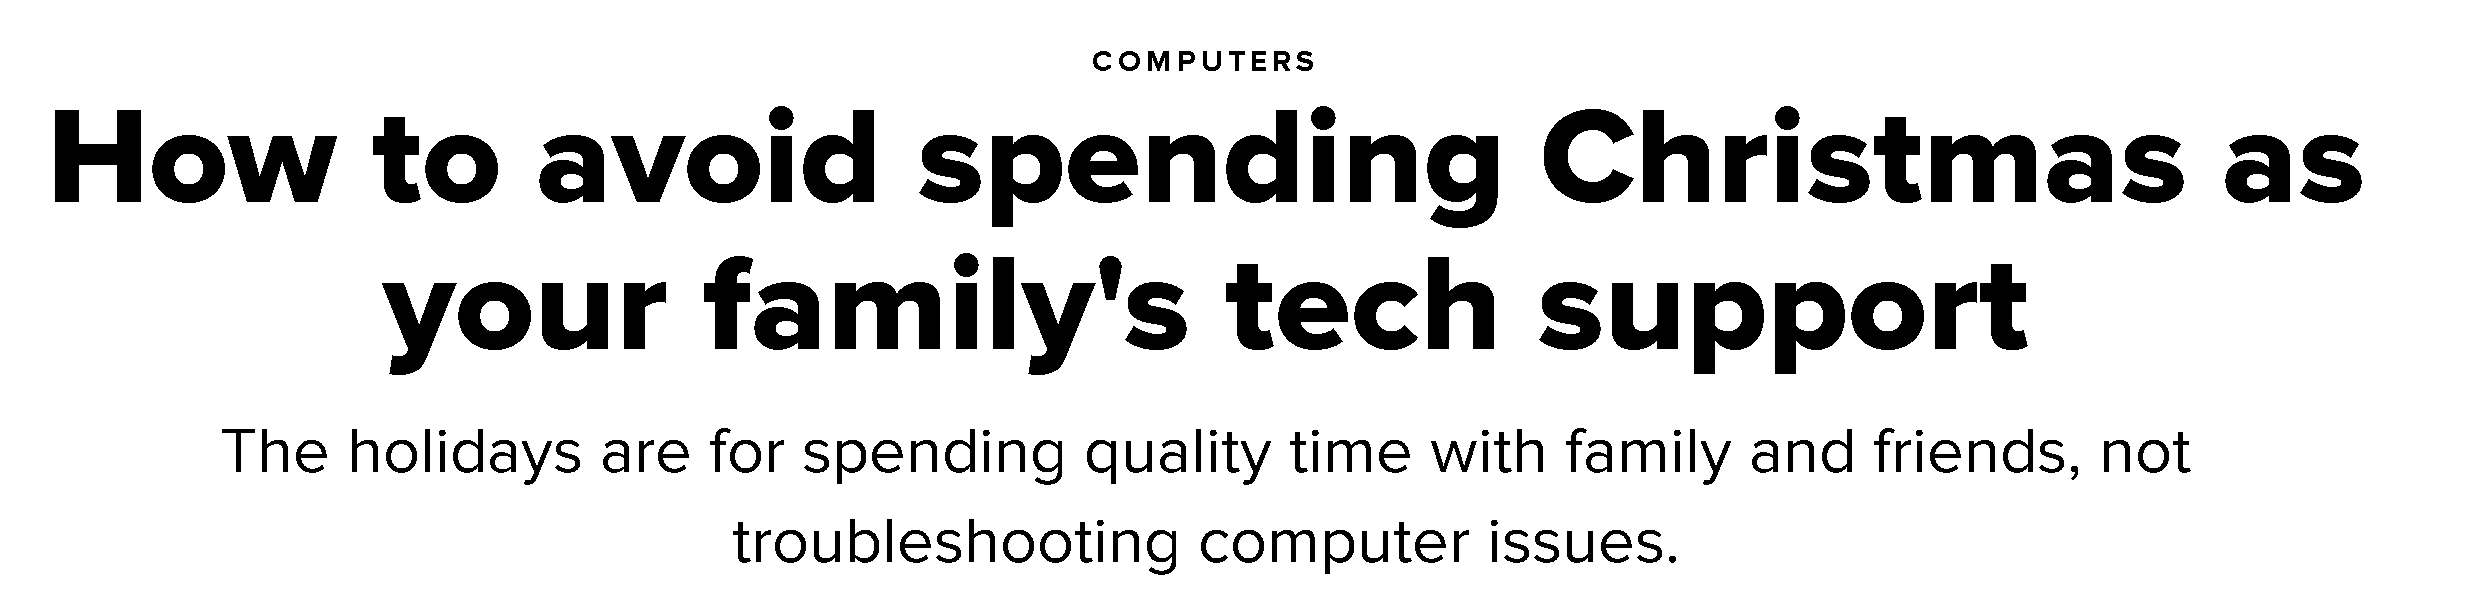 COMPUTERS
How to avoid spending Christmas as
your family's tech support
The holidays are for spending quality time with family and friends, not
troubleshooting computer issues.